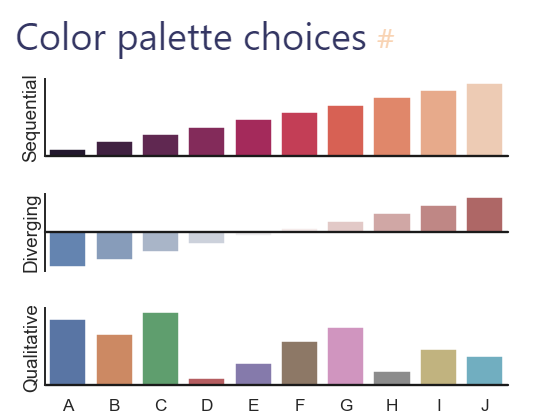 Color palette choices #
Sequential
Diverging
Qualitative
A B C D E F G H I J